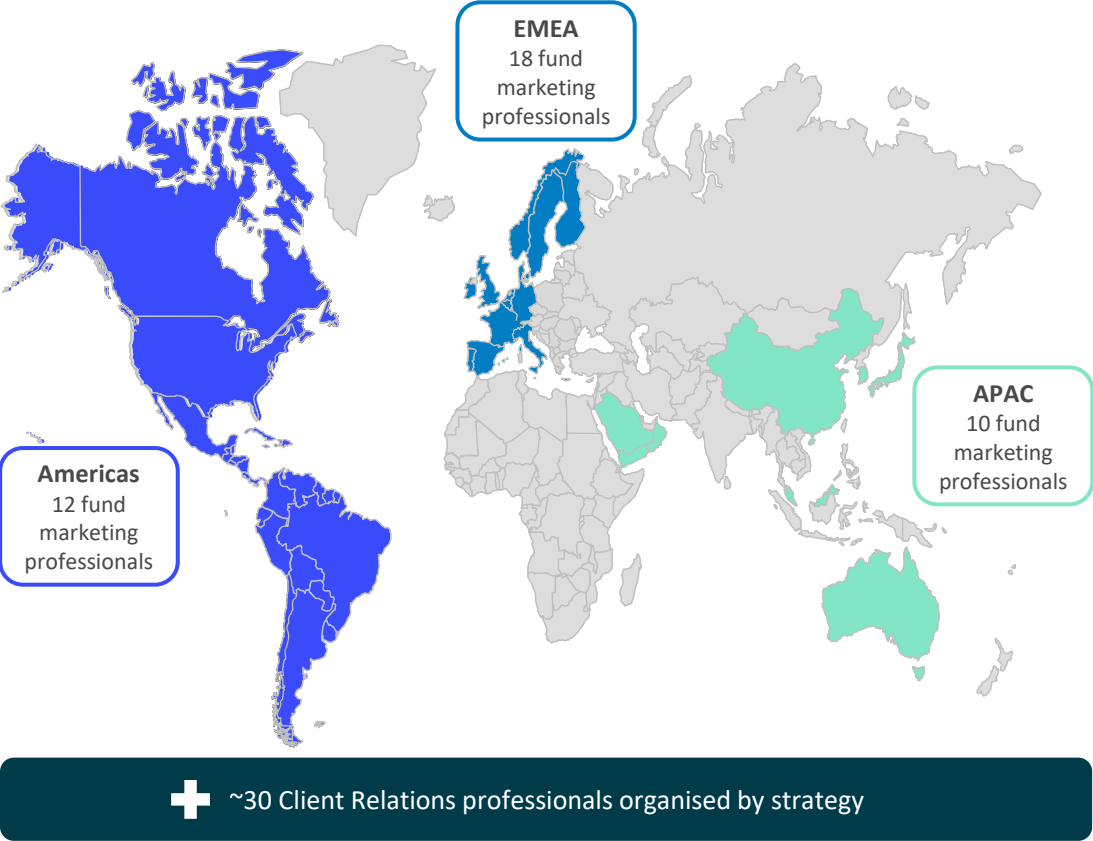 EMEA
18 fund
marketing
professionals
APAC
10 fund
marketing
professionals
Americas
12 fund
marketing
professionals
~30 Client Relations professionals organised by strategy